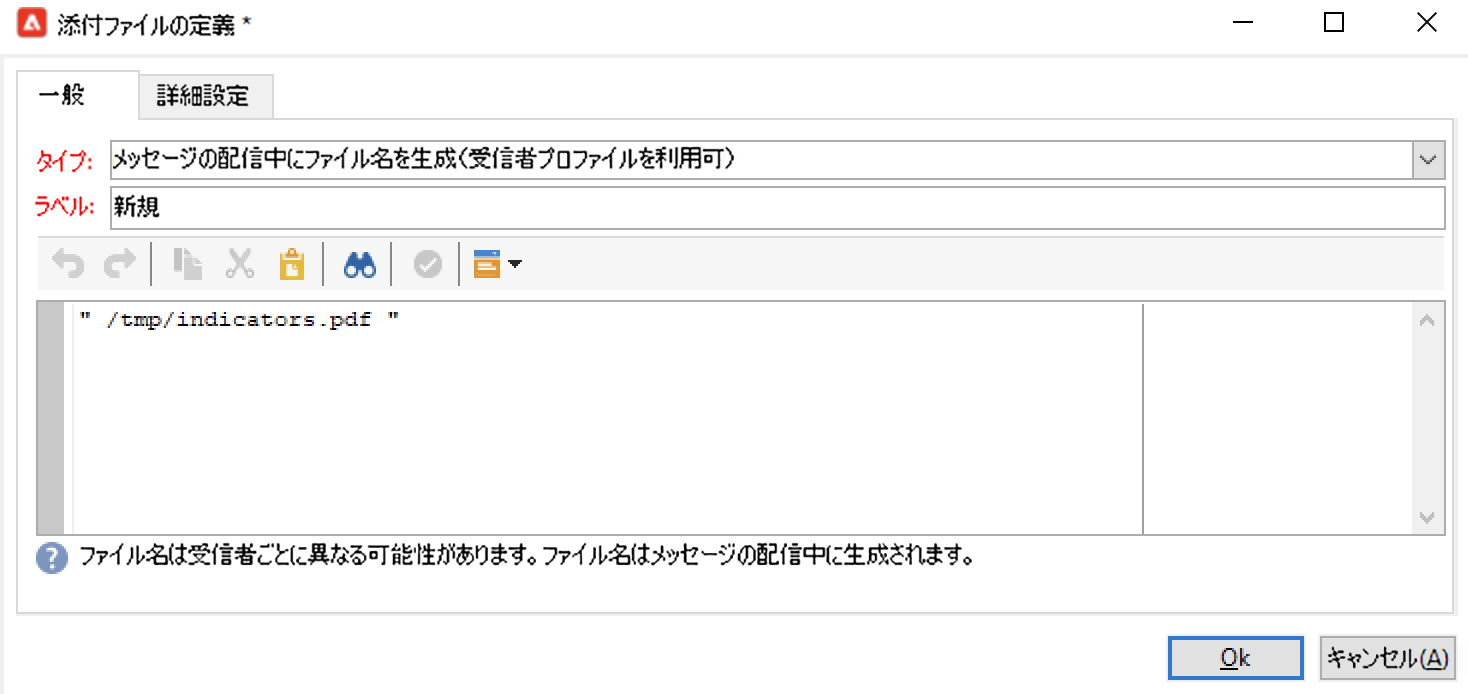 添付ファイルの定義 *
一般
詳細設定
タイプ: メッセージの配信中にファイル名を生成(受信者プロファイルを利用可)
ラベル: 新規
" /tmp/indicators.pdf "
? ファイル名は受信者ごとに異なる可能性があります。ファイル名はメッセージの配信中に生成されます。
Ok
キャンセル(A)